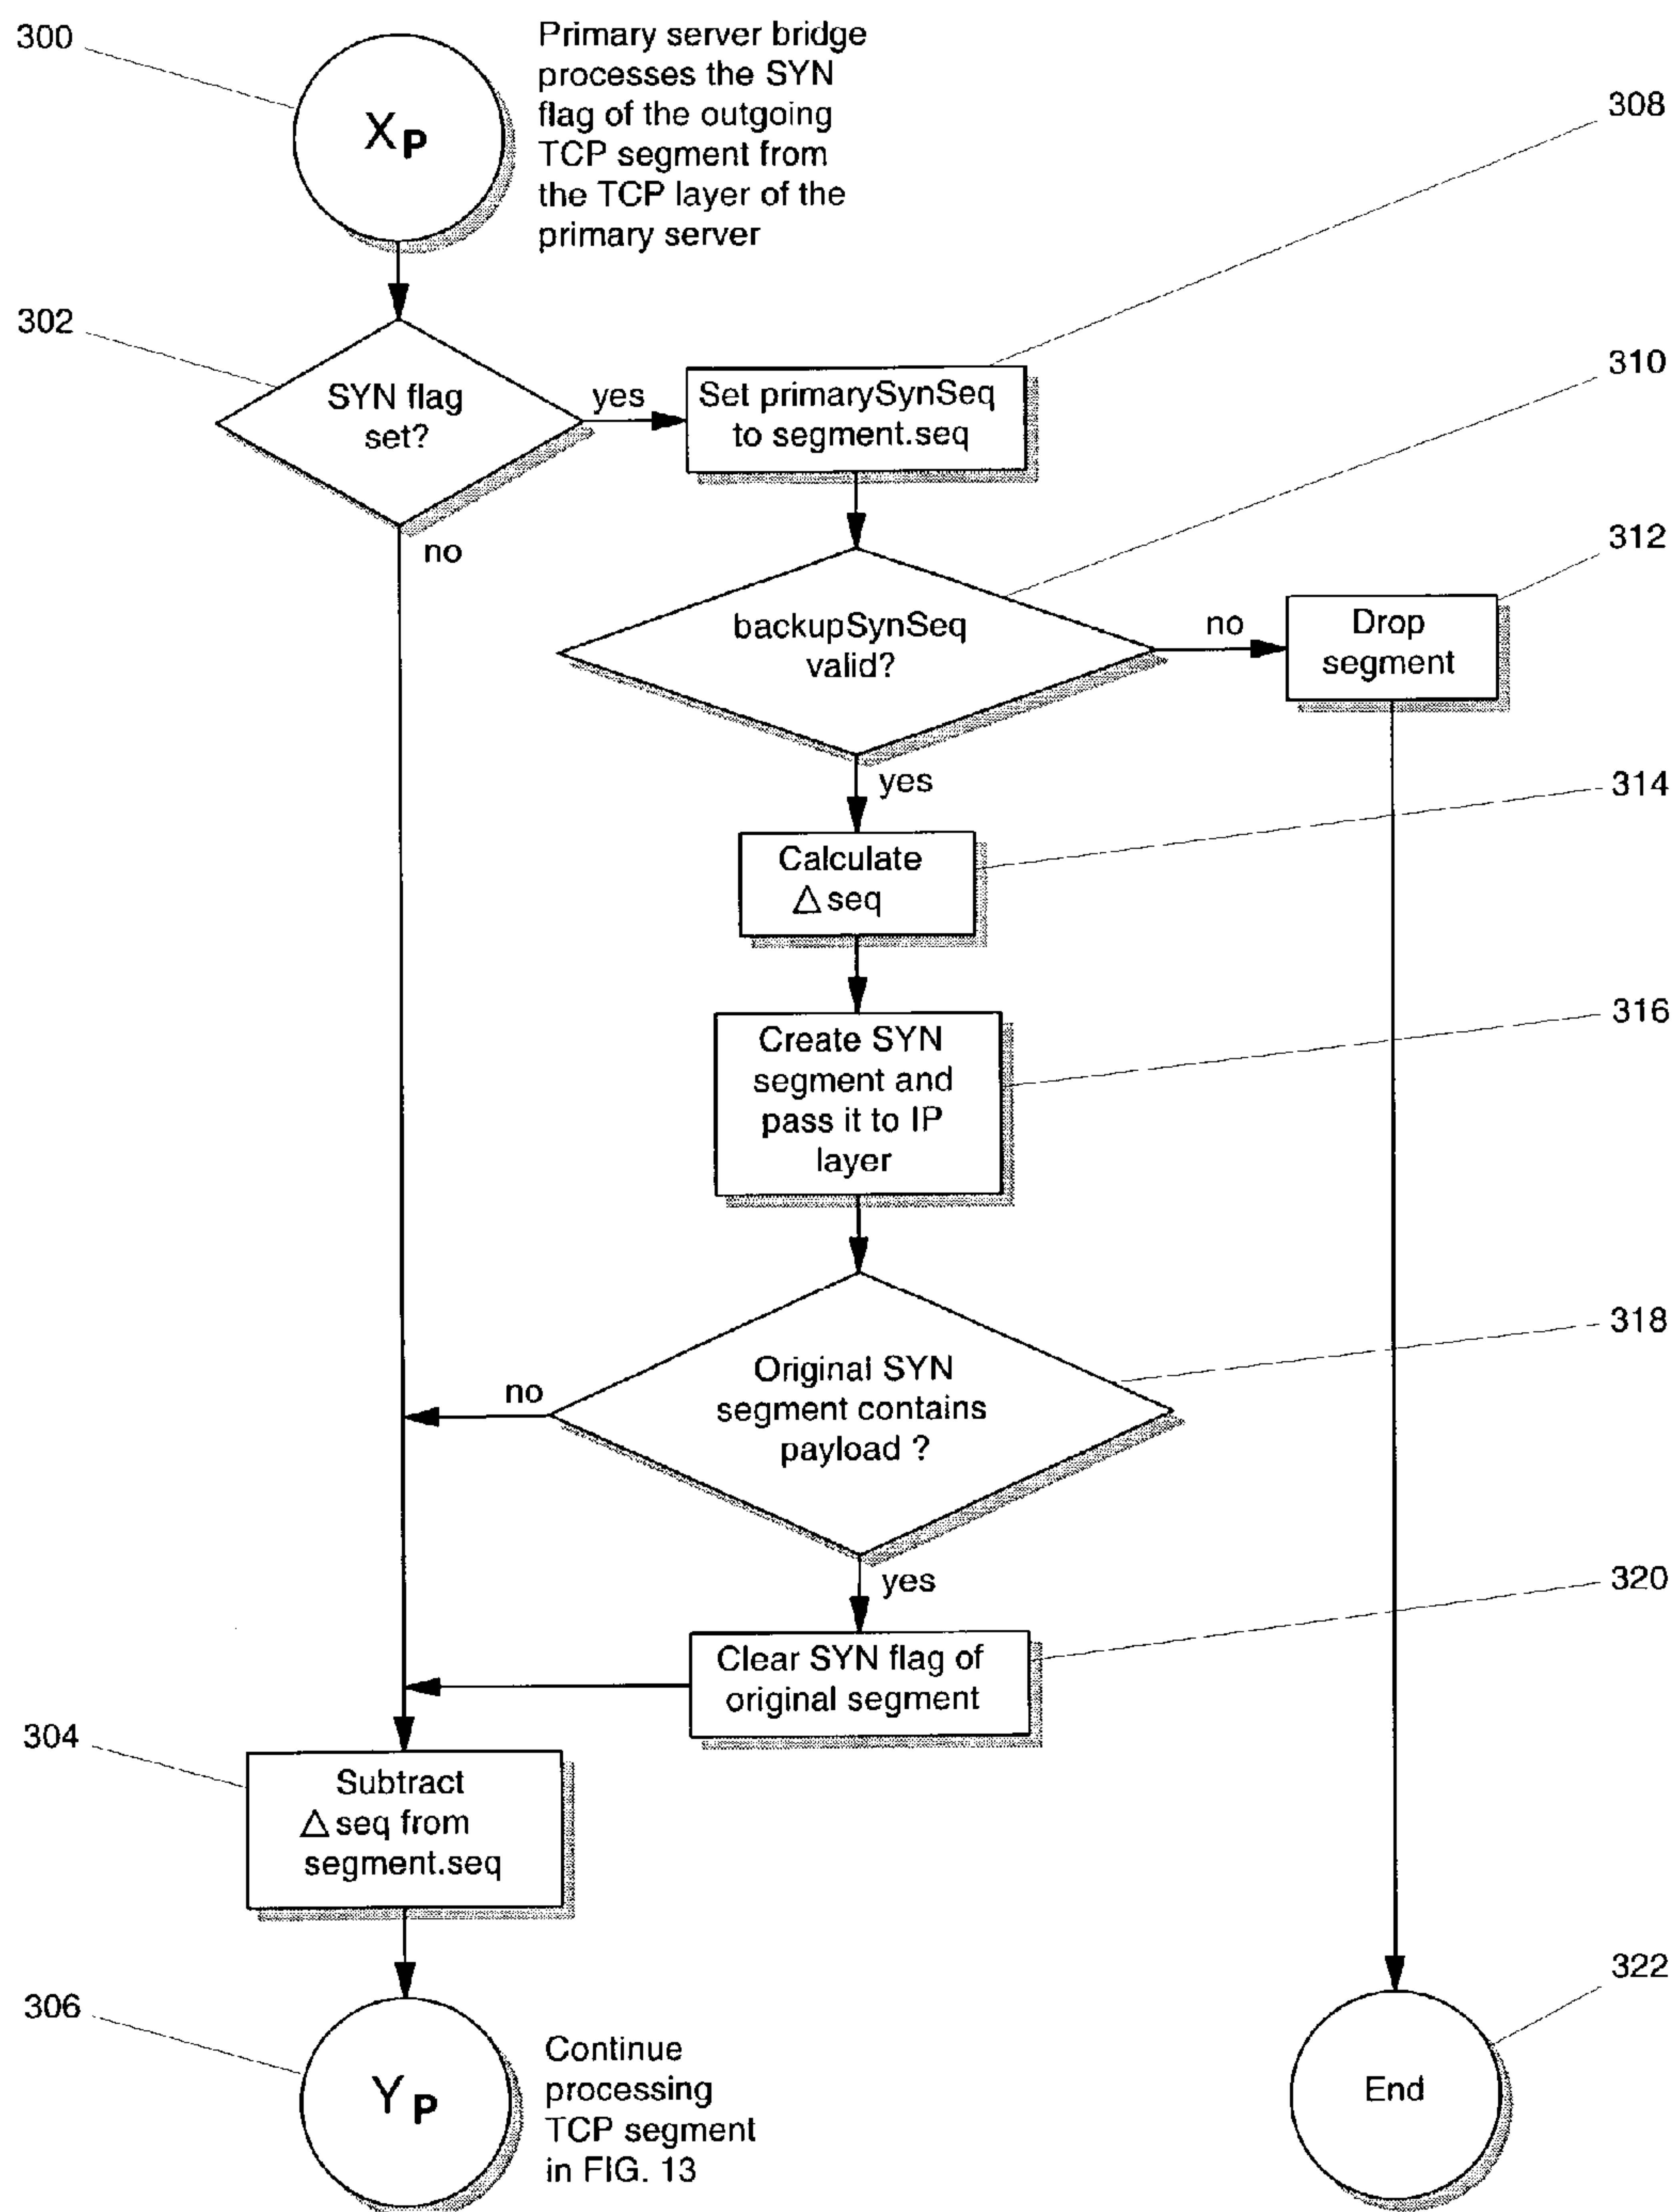 300
X P
Primary server bridge
processes the SYN
flag of the outgoing
TCP segment from
the TCP layer of the
primary server
308
302
SYN flag
set?
yes
no
Set primarySynSeq
to segment.seq
310
backupSynSeq
valid?
no
yes
312
Drop
segment
314
Calculate
△ seq
316
Create SYN
segment and
pass it to IP
layer
318
Original SYN
segment contains
payload ?
no
yes
320
Clear SYN flag of
original segment
304
Subtract
△ seq from
segment.seq
306
Y P
Continue
processing
TCP segment
in FIG. 13
322
End